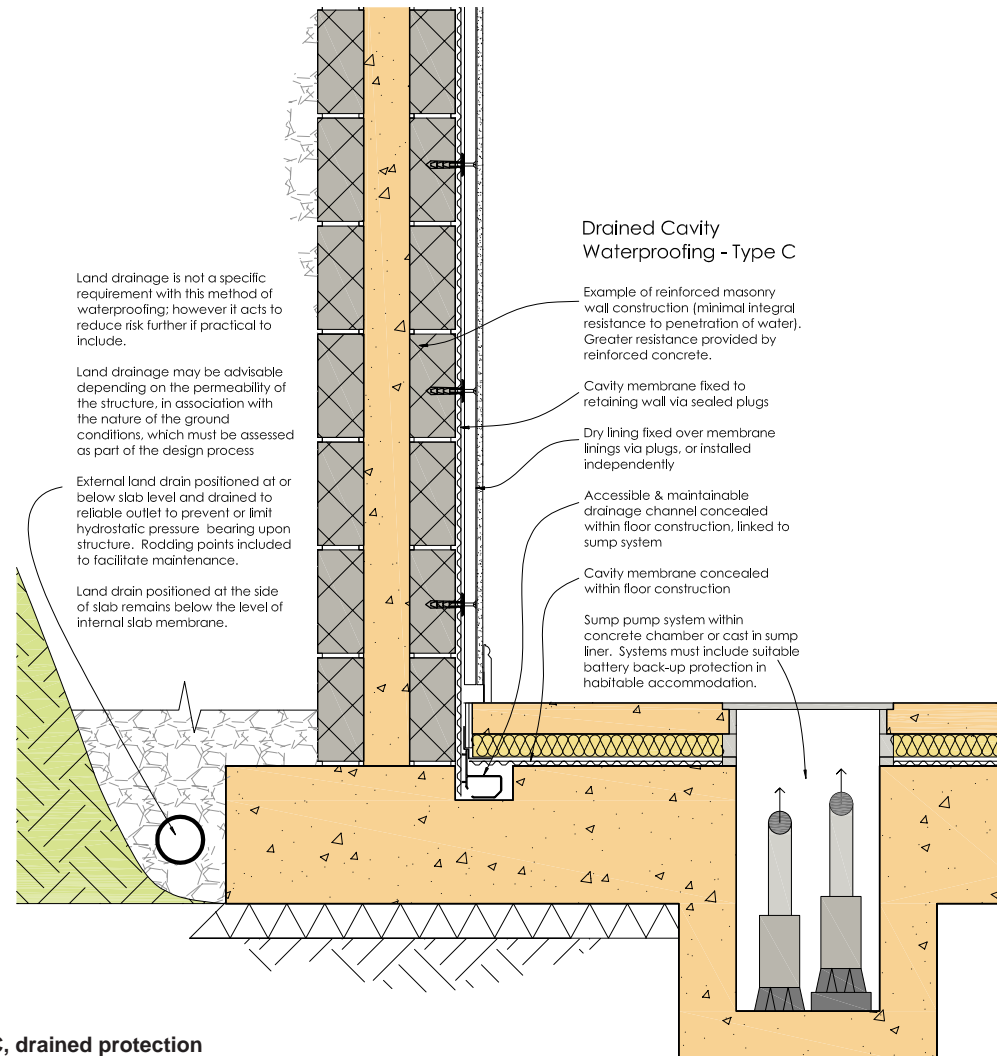 Drained Cavity
Waterproofing - Type C
Land drainage is not a specific
requirement with this method of
waterproofing; however it acts to
reduce risk further if practical to
include.
Land drainage may be advisable
depending on the permeability of
the structure, in association with
the nature of the ground
conditions, which must be assessed
as part of the design process
External land drain positioned at or
below slab level and drained to
reliable outlet to prevent or limit
hydrostatic pressure bearing upon
structure. Rodding points included
to facilitate maintenance.
Land drain positioned at the side
of slab remains below the level of
internal slab membrane.
Example of reinforced masonry
wall construction (minimal integral
resistance to penetration of water).
Greater resistance provided by
reinforced concrete.
Cavity membrane fixed to
retaining wall via sealed plugs
Dry lining fixed over membrane
linings via plugs, or installed
independently
Accessible & maintainable
drainage channel concealed
within floor construction, linked to
sump system
Cavity membrane concealed
within floor construction
Sump pump system within
concrete chamber or cast in sump
liner. Systems must include suitable
battery back-up protection in
habitable accommodation.
C, drained protection